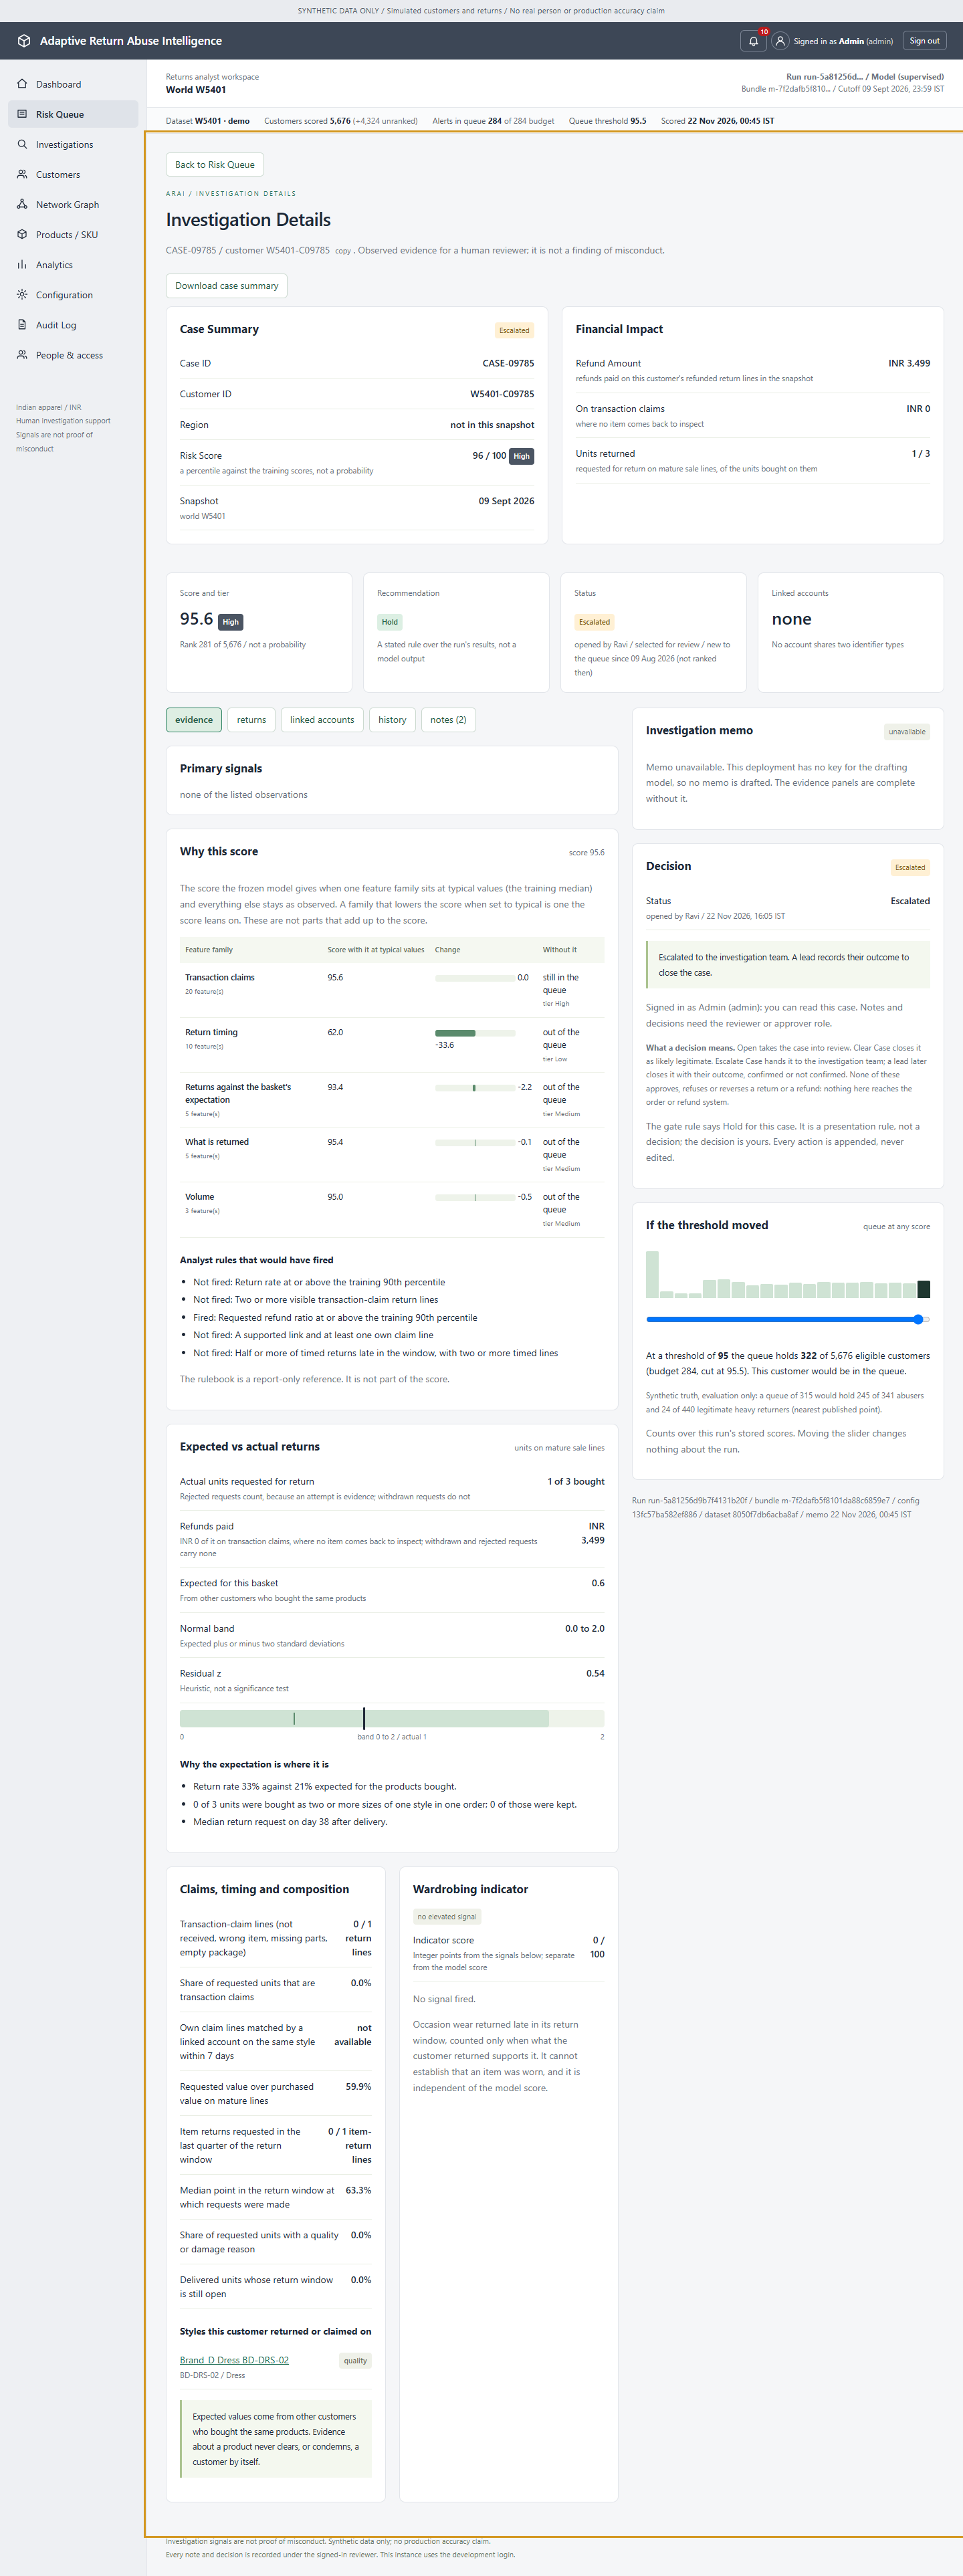 SYNTHETIC DATA ONLY / Simulated customers and returns / No real person or production accuracy claim
Adaptive Return Abuse Intelligence
10
Signed in as Admin (admin)
Sign out
Dashboard
Risk Queue
Investigations
Customers
Network Graph
Products / SKU
Analytics
Configuration
Audit Log
People & access
Indian apparel / INR
Human investigation support
Signals are not proof of
misconduct
Returns analyst workspace
World W5401
Run run-5a81256d... / Model (supervised)
Bundle m-7f2dafb5f810... / Cutoff 09 Sept 2026, 23:59 IST
Dataset W5401 · demo Customers scored 5,676 (+4,324 unranked) Alerts in queue 284 of 284 budget Queue threshold 95.5 Scored 22 Nov 2026, 00:45 IST
Back to Risk Queue
ARAI / INVESTIGATION DETAILS
Investigation Details
CASE-09785 / customer W5401-C09785 copy . Observed evidence for a human reviewer; it is not a finding of misconduct.
Download case summary
Case Summary
Escalated
Case ID
CASE-09785
Customer ID
W5401-C09785
Region
not in this snapshot
Risk Score
96 / 100 High
a percentile against the training scores, not a probability
Snapshot
09 Sept 2026
world W5401
Financial Impact
Refund Amount
INR 3,499
refunds paid on this customer's refunded return lines in the snapshot
On transaction claims
INR 0
where no item comes back to inspect
Units returned
1 / 3
requested for return on mature sale lines, of the units bought on them
Score and tier
95.6 High
Rank 281 of 5,676 / not a probability
Recommendation
Hold
A stated rule over the run's results, not a
model output
Status
Escalated
opened by Ravi / selected for review / new to
the queue since 09 Aug 2026 (not ranked
then)
Linked accounts
none
No account shares two identifier types
evidence
returns
linked accounts
history
notes (2)
Primary signals
none of the listed observations
Why this score
score 95.6
The score the frozen model gives when one feature family sits at typical values (the training median)
and everything else stays as observed. A family that lowers the score when set to typical is one the
score leans on. These are not parts that add up to the score.
Feature family Score with it at typical values Change Without it
Transaction claims
20 feature(s)
95.6
0.0
still in the
queue
tier High
Return timing
10 feature(s)
62.0
-33.6
out of the
queue
tier Low
Returns against the basket's
expectation
5 feature(s)
93.4
-2.2
out of the
queue
tier Medium
What is returned
5 feature(s)
95.4
-0.1
out of the
queue
tier Medium
Volume
3 feature(s)
95.0
-0.5
out of the
queue
tier Medium
Analyst rules that would have fired
• Not fired: Return rate at or above the training 90th percentile
• Not fired: Two or more visible transaction-claim return lines
• Fired: Requested refund ratio at or above the training 90th percentile
• Not fired: A supported link and at least one own claim line
• Not fired: Half or more of timed returns late in the window, with two or more timed lines
The rulebook is a report-only reference. It is not part of the score.
Expected vs actual returns
units on mature sale lines
Actual units requested for return
1 of 3 bought
Rejected requests count, because an attempt is evidence; withdrawn requests do not
Refunds paid
INR
3,499
INR 0 of it on transaction claims, where no item comes back to inspect; withdrawn and rejected requests
carry none
Expected for this basket
0.6
From other customers who bought the same products
Normal band
0.0 to 2.0
Expected plus or minus two standard deviations
Residual z
0.54
Heuristic, not a significance test
0
band 0 to 2 / actual 1
2
Why the expectation is where it is
• Return rate 33% against 21% expected for the products bought.
• 0 of 3 units were bought as two or more sizes of one style in one order; 0 of those were kept.
• Median return request on day 38 after delivery.
Claims, timing and composition
Transaction-claim lines (not
received, wrong item, missing parts,
empty package)
0 / 1
return
lines
Share of requested units that are
transaction claims
0.0%
Own claim lines matched by a
linked account on the same style
within 7 days
not
available
Requested value over purchased
value on mature lines
59.9%
Item returns requested in the
last quarter of the return
window
0 / 1 item-
return
lines
Median point in the return window at
which requests were made
63.3%
Share of requested units with a quality
or damage reason
0.0%
Delivered units whose return window
is still open
0.0%
Styles this customer returned or claimed on
Brand_D Dress BD-DRS-02
quality
BD-DRS-02 / Dress
Expected values come from other customers
who bought the same products. Evidence
about a product never clears, or condemns, a
customer by itself.
Wardrobing indicator
no elevated signal
Indicator score
0 /
100
Integer points from the signals below; separate
from the model score
No signal fired.
Occasion wear returned late in its return
window, counted only when what the
customer returned supports it. It cannot
establish that an item was worn, and it is
independent of the model score.
Investigation memo
unavailable
Memo unavailable. This deployment has no key for the drafting
model, so no memo is drafted. The evidence panels are complete
without it.
Decision
Escalated
Status
Escalated
opened by Ravi / 22 Nov 2026, 16:05 IST
Escalated to the investigation team. A lead records their outcome to
close the case.
Signed in as Admin (admin): you can read this case. Notes and
decisions need the reviewer or approver role.
What a decision means. Open takes the case into review. Clear Case closes it
as likely legitimate. Escalate Case hands it to the investigation team; a lead later
closes it with their outcome, confirmed or not confirmed. None of these
approves, refuses or reverses a return or a refund: nothing here reaches the
order or refund system.
The gate rule says Hold for this case. It is a presentation rule, not a
decision; the decision is yours. Every action is appended, never
edited.
If the threshold moved
queue at any score
At a threshold of 95 the queue holds 322 of 5,676 eligible customers
(budget 284, cut at 95.5). This customer would be in the queue.
Synthetic truth, evaluation only: a queue of 315 would hold 245 of 341 abusers
and 24 of 440 legitimate heavy returners (nearest published point).
Counts over this run's stored scores. Moving the slider changes
nothing about the run.
Run run-5a81256d9b7f4131b20f / bundle m-7f2dafb5f8101da88c6859e7 / config
13fc57ba582ef886 / dataset 8050f7db6acba8af / memo 22 Nov 2026, 00:45 IST
Investigation signals are not proof of misconduct. Synthetic data only; no production accuracy claim.
Every note and decision is recorded under the signed-in reviewer. This instance uses the development login.